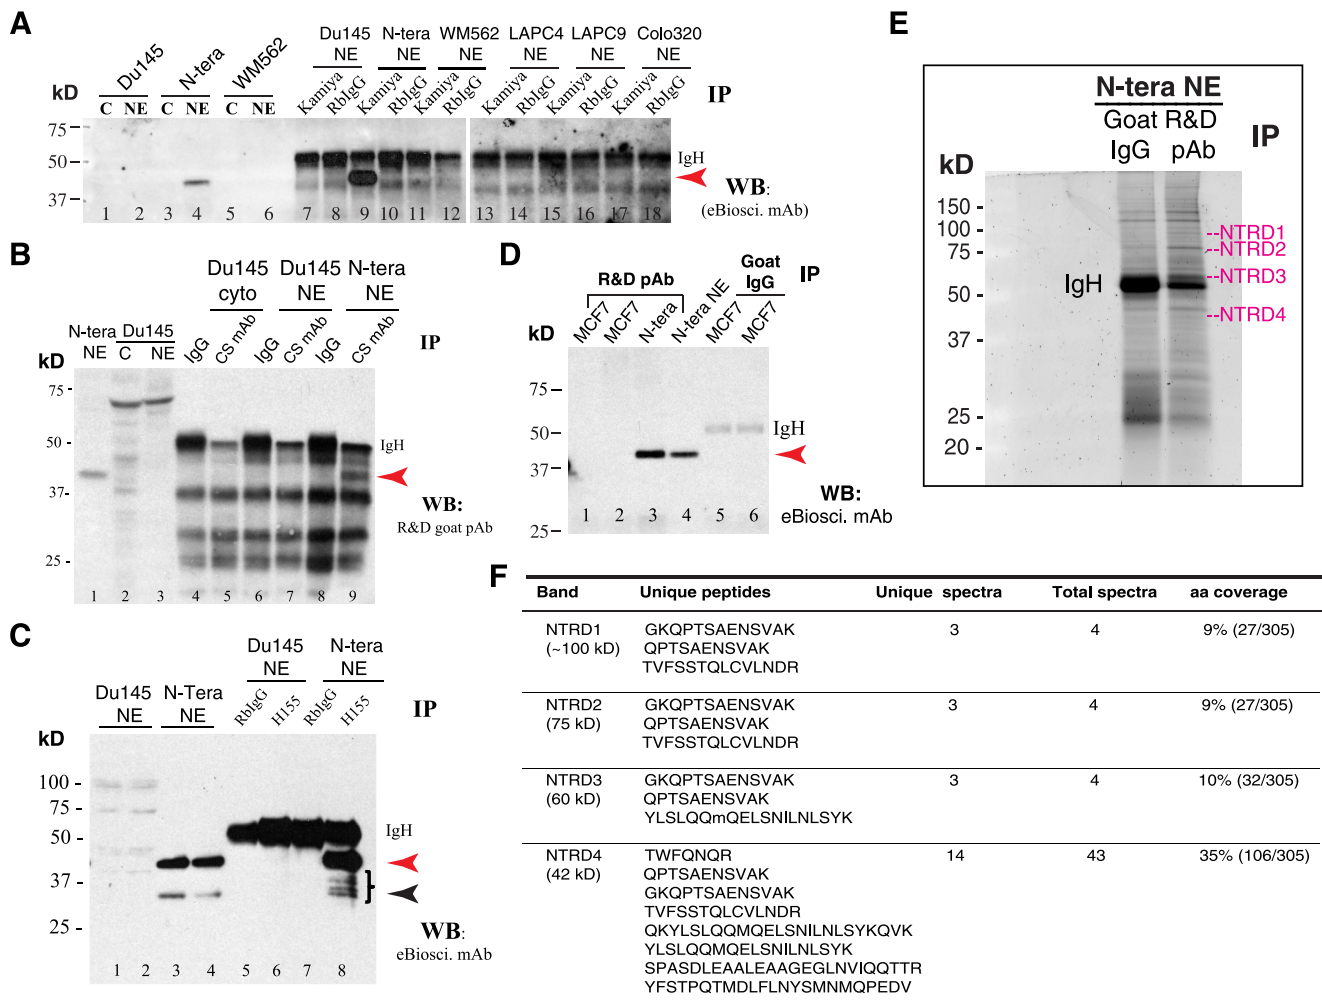 A
Du145
N-tera
WM562
C NE C NE C NE
Du145 N-tera WM562 LAPC4 LAPC9 Colo320
NE NE NE NE NE NE
Kamiya RbIgG Kamiya RbIgG Kamiya RbIgG Kamiya RbIgG Kamiya RbIgG Kamiya RbIgG
IP
kD
75
50
37
IgH
WB:
(eBiosci. mAb)
1 2 3 4 5 6 7 8 9 10 11 12 13 14 15 16 17 18
B
Du145 Du145 N-tera
cyto NE NE
N-tera Du145
NE C NE
IgG CS mAb IgG CS mAb IgG CS mAb
IP
kD
75
50
37
25
IgH
WB:
R&D goat pAb
1 2 3 4 5 6 7 8 9
C
Du145 N-tera
NE NE
Du145 N-Tera
NE NE
RbIgG H155 RbIgG H155
IP
kD
100
75
50
37
25
IgH
WB:
eBiosci. mAb
1 2 3 4 5 6 7 8
D
R&D pAb
Goat
IgG
IP
MCF7 MCF7 N-tera N-tera NE MCF7 MCF7
kD
75
50
37
25
IgH
WB:
eBiosci. mAb
1 2 3 4 5 6
E
N-tera NE
Goat R&D
IgG pAb
IP
kD
150
100
75
50
37
25
20
IgH
--NTRD1
--NTRD2
--NTRD3
--NTRD4
F
Band Unique peptides Unique spectra Total spectra aa coverage
NTRD1 GKQPTSAENSVAK 3 4 9% (27/305)
(~100 kD) QPTSAENSVAK
TVFSSTQLCVLNDR
NTRD2 GKQPTSAENSVAK 3 4 9% (27/305)
(75 kD) QPTSAENSVAK
TVFSSTQLCVLNDR
NTRD3 GKQPTSAENSVAK 3 4 10% (32/305)
(60 kD) QPTSAENSVAK
YLSLQQmQELSNILNLSYK
NTRD4 TWFQNQR 14 43 35% (106/305)
(42 kD) QPTSAENSVAK
GKQPTSAENSVAK
TVFSSTQLCVLNDR
QKYLSLQQMQELSNILNLSYKQVK
YLSLQQMQELSNILNLSYK
SPASDLEAALEAAGEGLNVIQQTTR
YFSTPQTMDLFLNYSMNMQPEDV